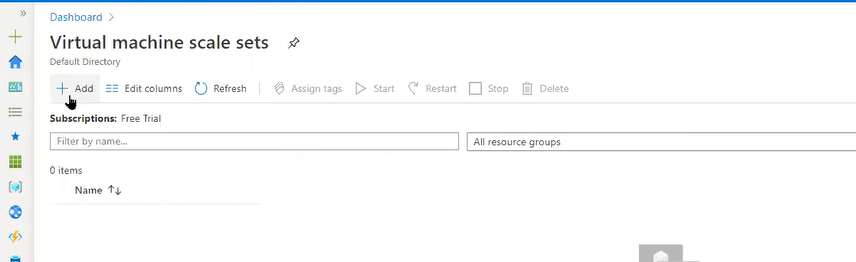 Dashboard
Virtual machine scale sets
Default Directory
Add Edit columns Refresh Assign tags Start Restart Stop Delete
Subscriptions: Free Trial
Filter by name... All resource groups
0 items
Name